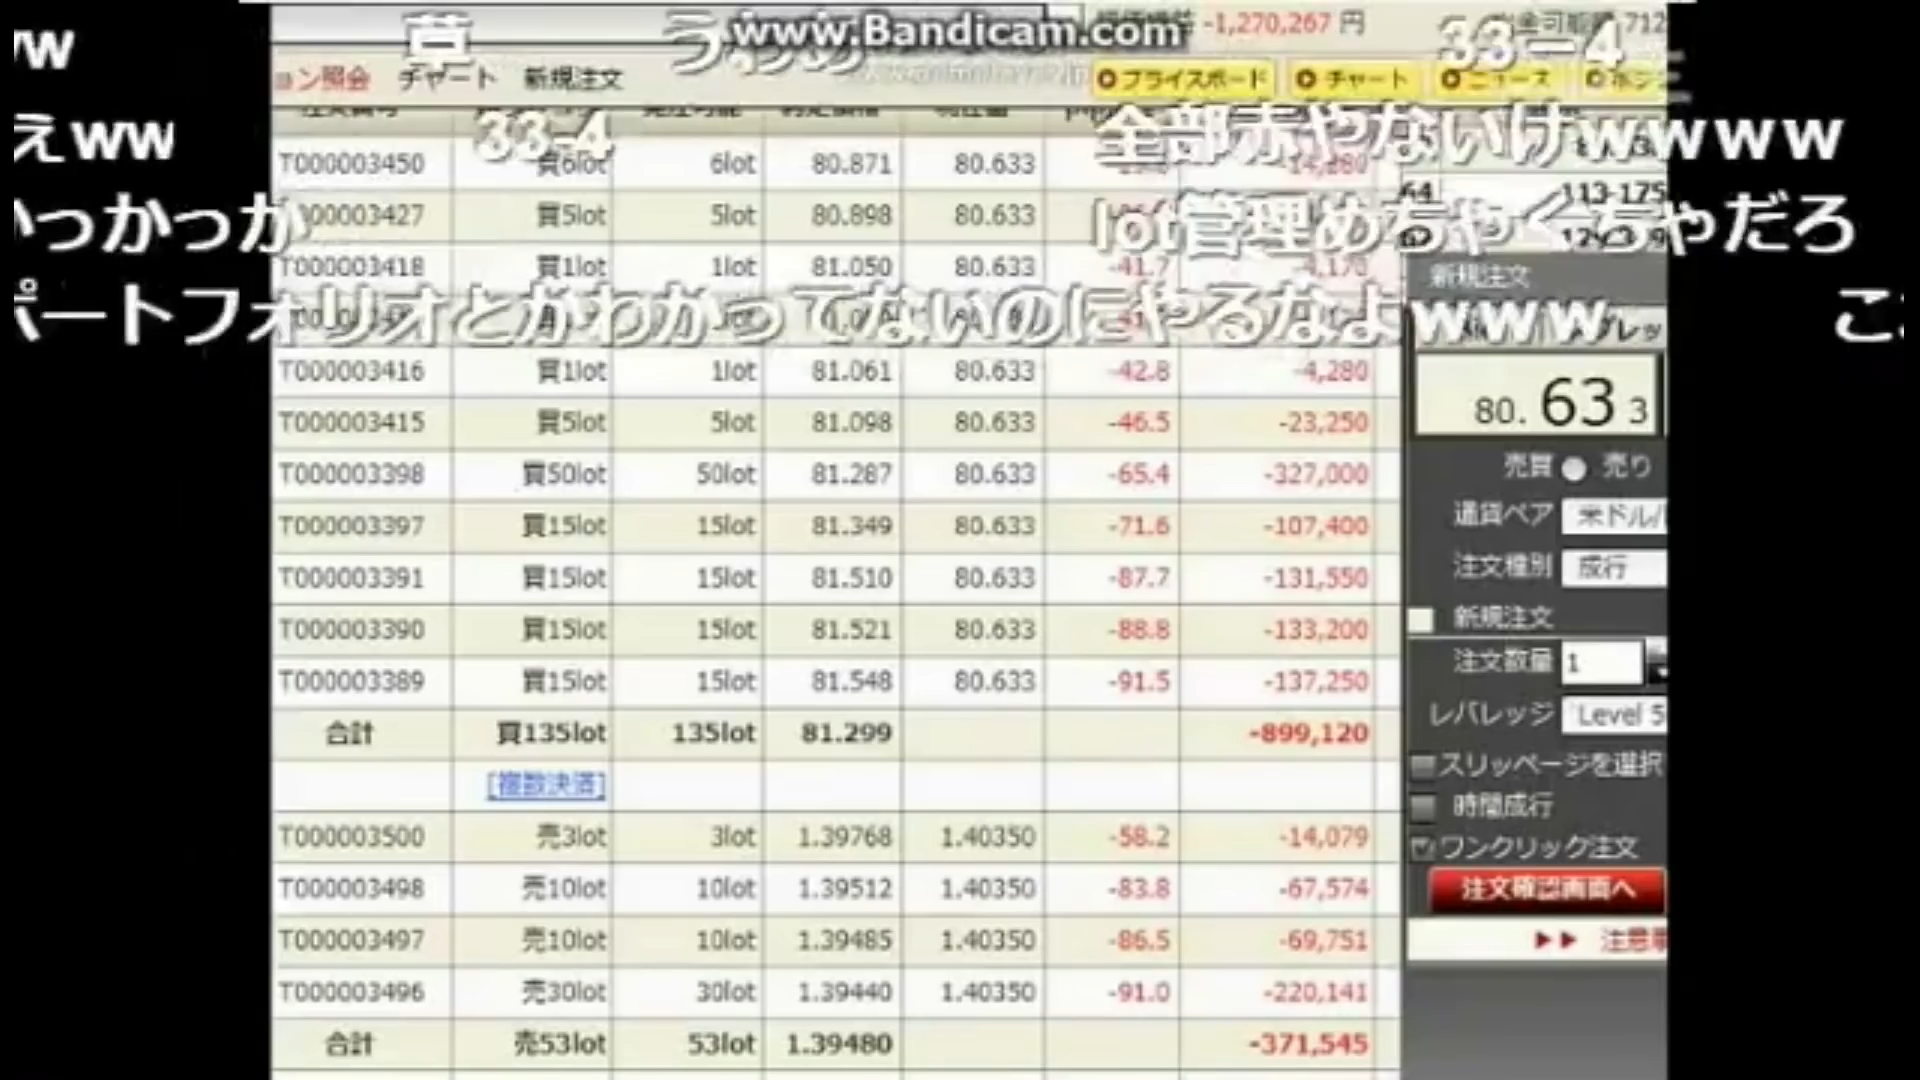 www.Bandicam.com
-1,270,267 円
33-4
712
ww
ョン照会 チャート 新規注文
プライスボード チャート ニュース
えww
33-4
全部赤やないけwwww
T000003450 買6lot 6lot 80.871 80.633
113-175
かっかっか
T000003427 買5lot 5lot 80.898 80.633
lot管理めちゃくちゃだろ
T000003418 買1lot 1lot 81.050 80.633 -41.7 -4,170
新規注文
ポートフォリオとかわかってないのにやるなよwww
T000003416 買1lot 1lot 81.061 80.633 -42.8 -4,280
80.633
T000003415 買5lot 5lot 81.098 80.633 -46.5 -23,250
T000003398 買50lot 50lot 81.287 80.633 -65.4 -327,000
売買 売り
T000003397 買15lot 15lot 81.349 80.633 -71.6 -107,400
通貨ペア 米ドル/
T000003391 買15lot 15lot 81.510 80.633 -87.7 -131,550
注文種別 成行
T000003390 買15lot 15lot 81.521 80.633 -88.8 -133,200
新規注文
注文数量 1
T000003389 買15lot 15lot 81.548 80.633 -91.5 -137,250
レバレッジ Level 5
合計 買135lot 135lot 81.299 -899,120
スリッページを選択
[複数決済]
時間成行
T000003500 売3lot 3lot 1.39768 1.40350 -58.2 -14,079
ワンクリック注文
T000003498 売10lot 10lot 1.39512 1.40350 -83.8 -67,574
注文確認画面へ
T000003497 売10lot 10lot 1.39485 1.40350 -86.5 -69,751
T000003496 売30lot 30lot 1.39440 1.40350 -91.0 -220,141
合計 売53lot 53lot 1.39480 -371,545